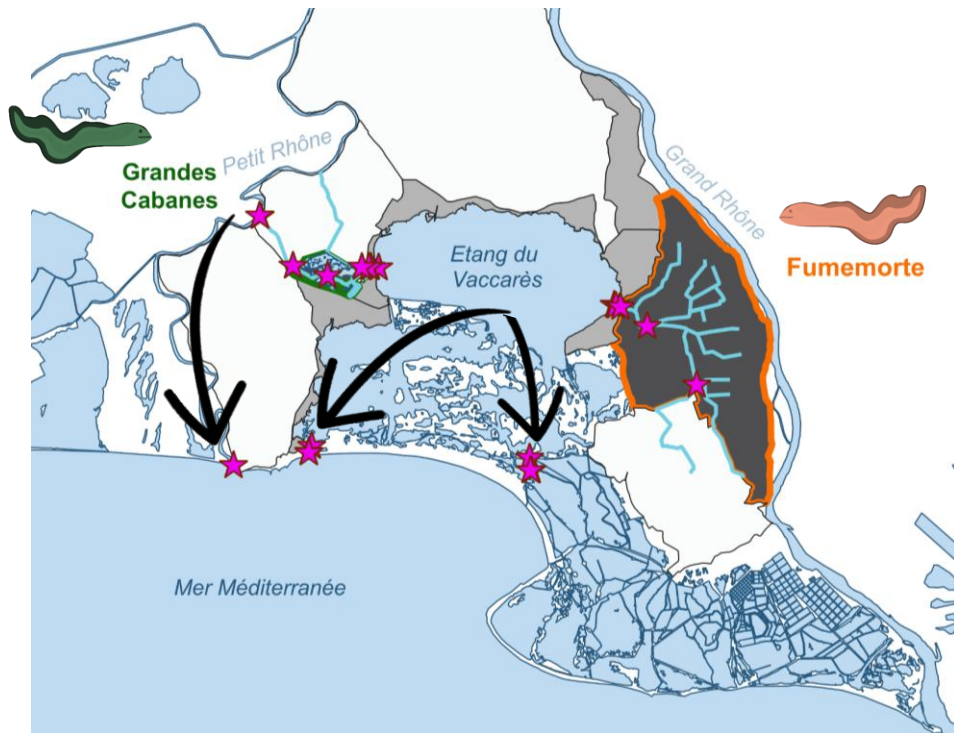 Petit Rhône
Grandes
Cabanes
Grand Rhône
Etang du
Vaccarès
Fumemorte
Mer Méditerranée